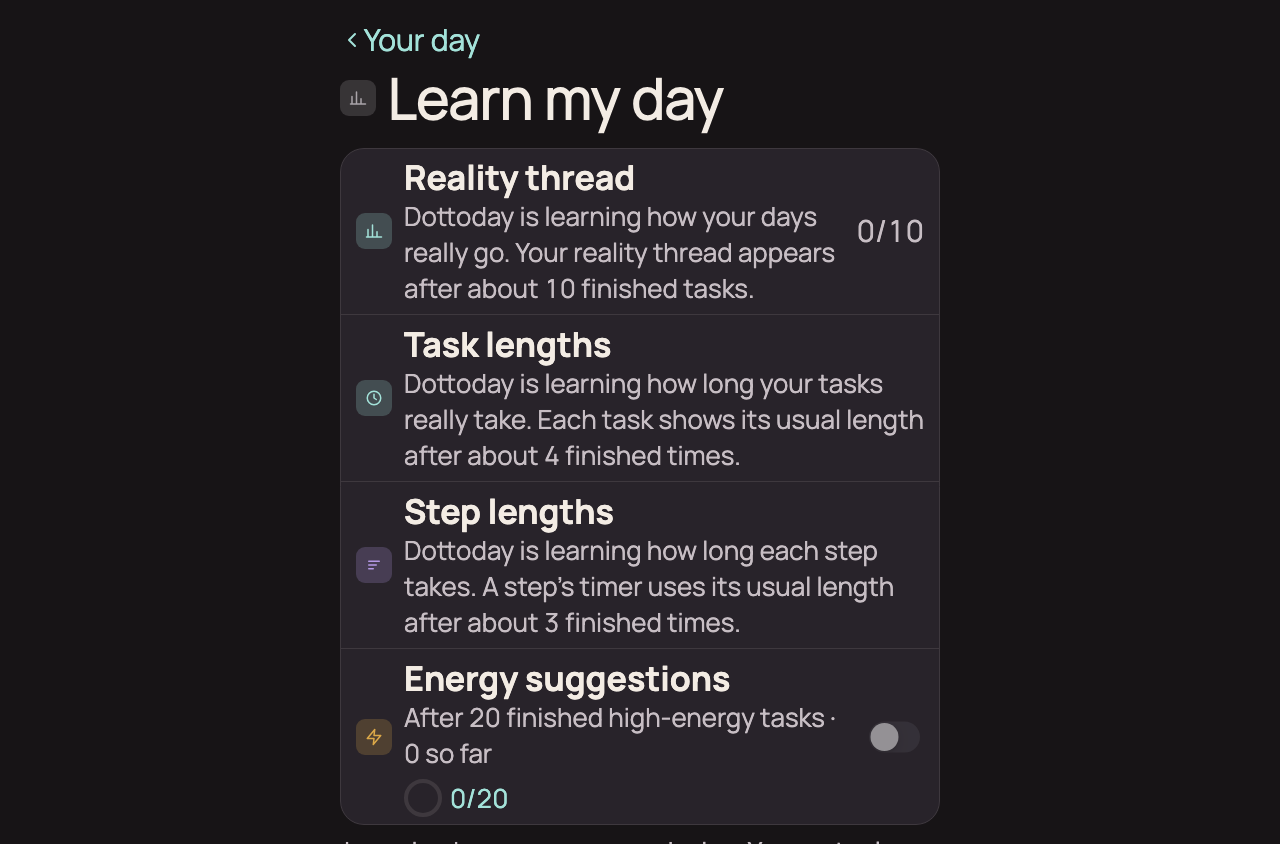 Your day
Learn my day
Reality thread
Dottoday is learning how your days
really go. Your reality thread appears
after about 10 finished tasks.
0/10
Task lengths
Dottoday is learning how long your tasks
really take. Each task shows its usual length
after about 4 finished times.
Step lengths
Dottoday is learning how long each step
takes. A step’s timer uses its usual length
after about 3 finished times.
Energy suggestions
After 20 finished high-energy tasks ·
0 so far
0/20